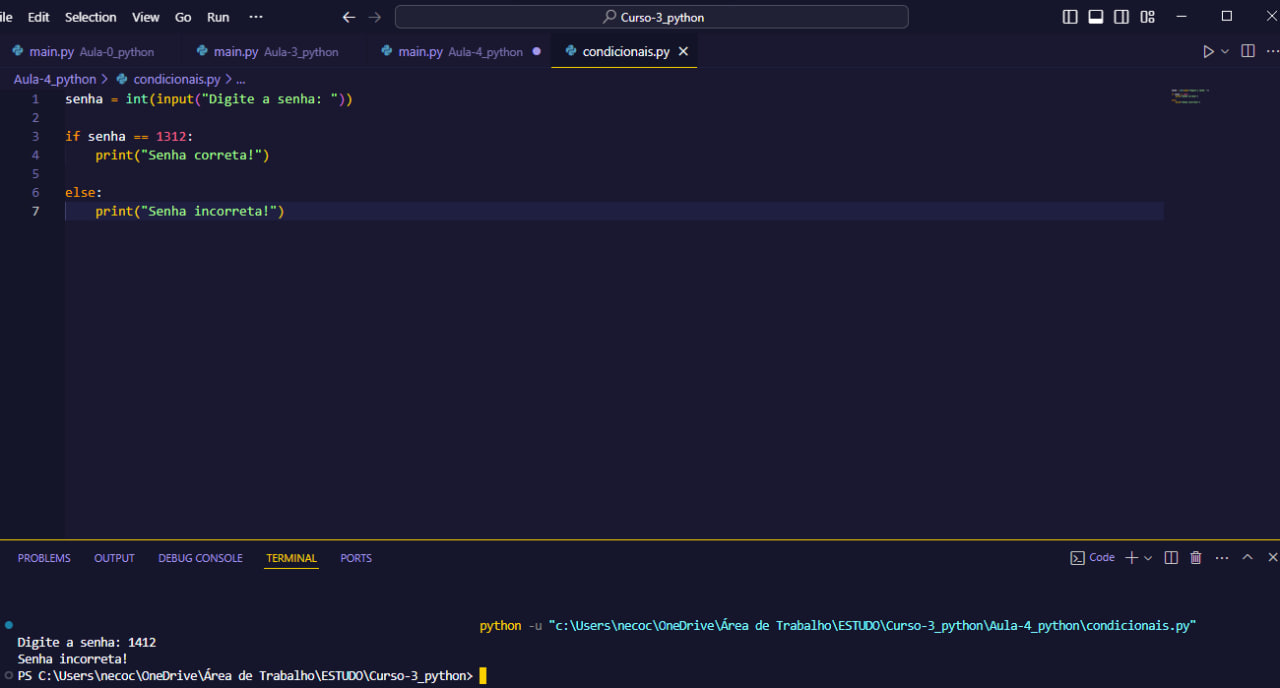 ile Edit Selection View Go Run ··· Curso-3_python
main.py Aula-0_python main.py Aula-3_python main.py Aula-4_python condicionais.py
Aula-4_python > condicionais.py > ...
1 senha = int(input("Digite a senha: "))
2
3 if senha == 1312:
4     print("Senha correta!")
5
6 else:
7     print("Senha incorreta!")
PROBLEMS OUTPUT DEBUG CONSOLE TERMINAL PORTS Code
python -u "c:\Users\necoc\OneDrive\Área de Trabalho\ESTUDO\Curso-3_python\Aula-4_python\condicionais.py"
Digite a senha: 1412
Senha incorreta!
PS C:\Users\necoc\OneDrive\Área de Trabalho\ESTUDO\Curso-3_python>